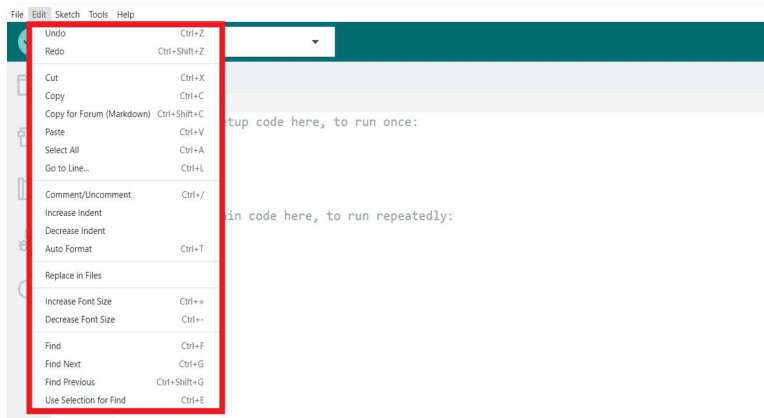 File Edit Sketch Tools Help
Undo Ctrl+Z
Redo Ctrl+Shift+Z
Cut Ctrl+X
Copy Ctrl+C
Copy for Forum (Markdown) Ctrl+Shift+C
etup code here, to run once:
Paste Ctrl+V
Select All Ctrl+A
Go to Line... Ctrl+L
Comment/Uncomment Ctrl+/
Increase Indent
in code here, to run repeatedly:
Decrease Indent
Auto Format Ctrl+T
Replace in Files
Increase Font Size Ctrl+=
Decrease Font Size Ctrl+-
Find Ctrl+F
Find Next Ctrl+G
Find Previous Ctrl+Shift+G
Use Selection for Find Ctrl+E